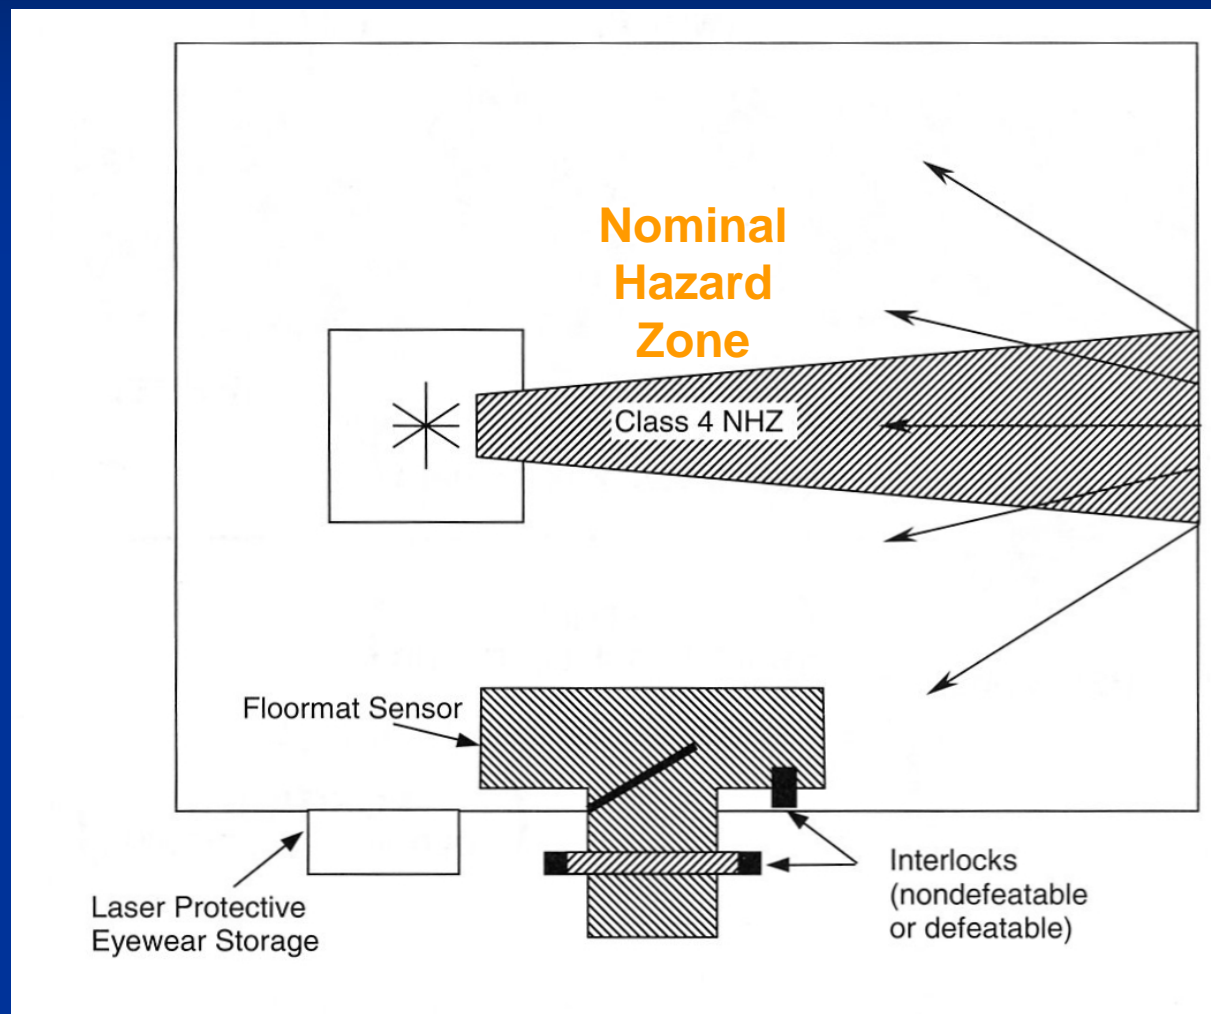 Nominal
Hazard
Zone
Class 4 NHZ
Floormat Sensor
Laser Protective
Eyewear Storage
Interlocks
(nondefeatable
or defeatable)